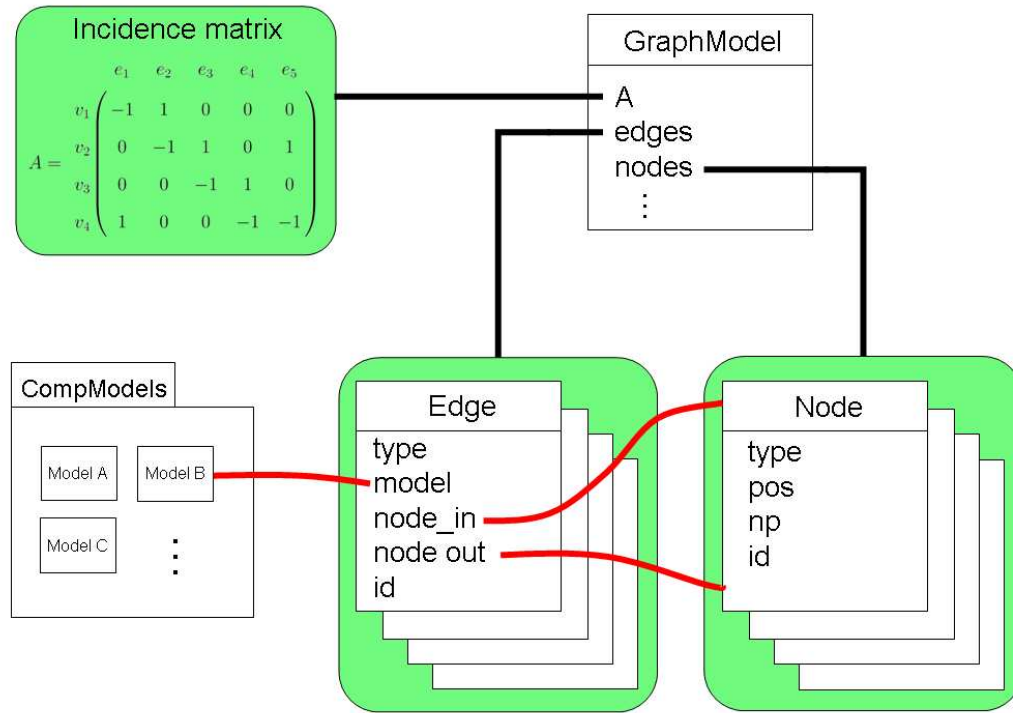 Incidence matrix
e₁ e₂ e₃ e₄ e₅
v₁ −1 1 0 0 0
v₂ 0 −1 1 0 1
A =
v₃ 0 0 −1 1 0
v₄ 1 0 0 −1 −1
GraphModel
A
edges
nodes
⋮
CompModels
Model A
Model B
Model C
⋮
Edge
type
model
node_in
node out
id
Node
type
pos
np
id